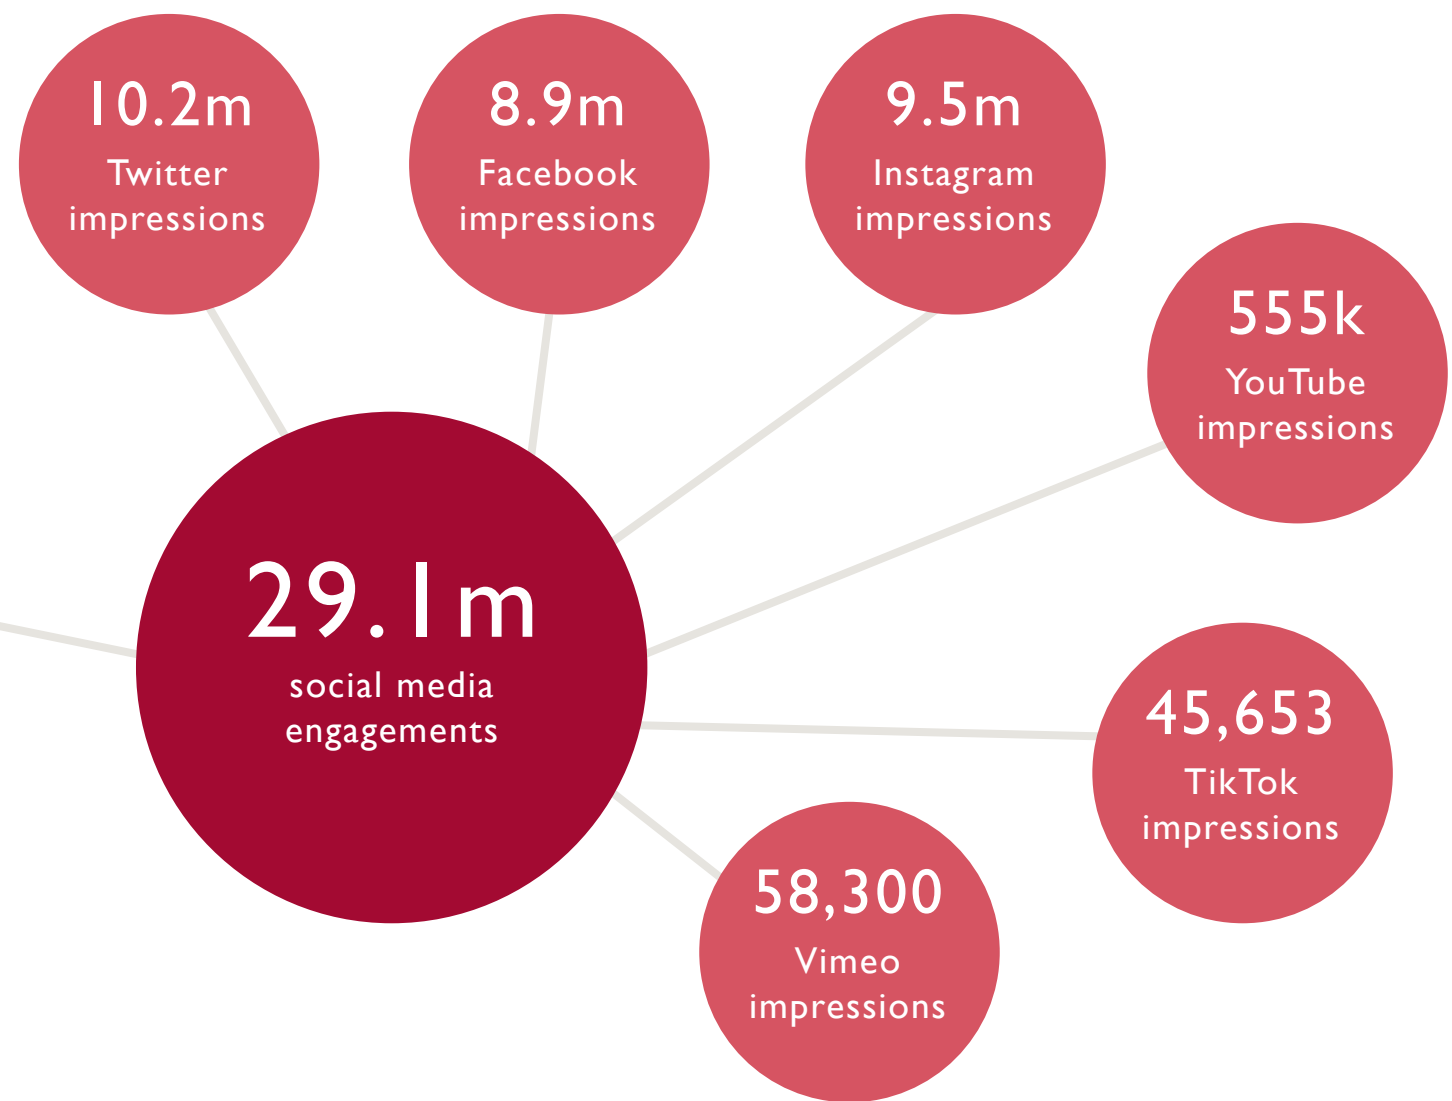 10.2m
Twitter
impressions
8.9m
Facebook
impressions
9.5m
Instagram
impressions
555k
YouTube
impressions
29.1m
social media
engagements
45,653
TikTok
impressions
58,300
Vimeo
impressions